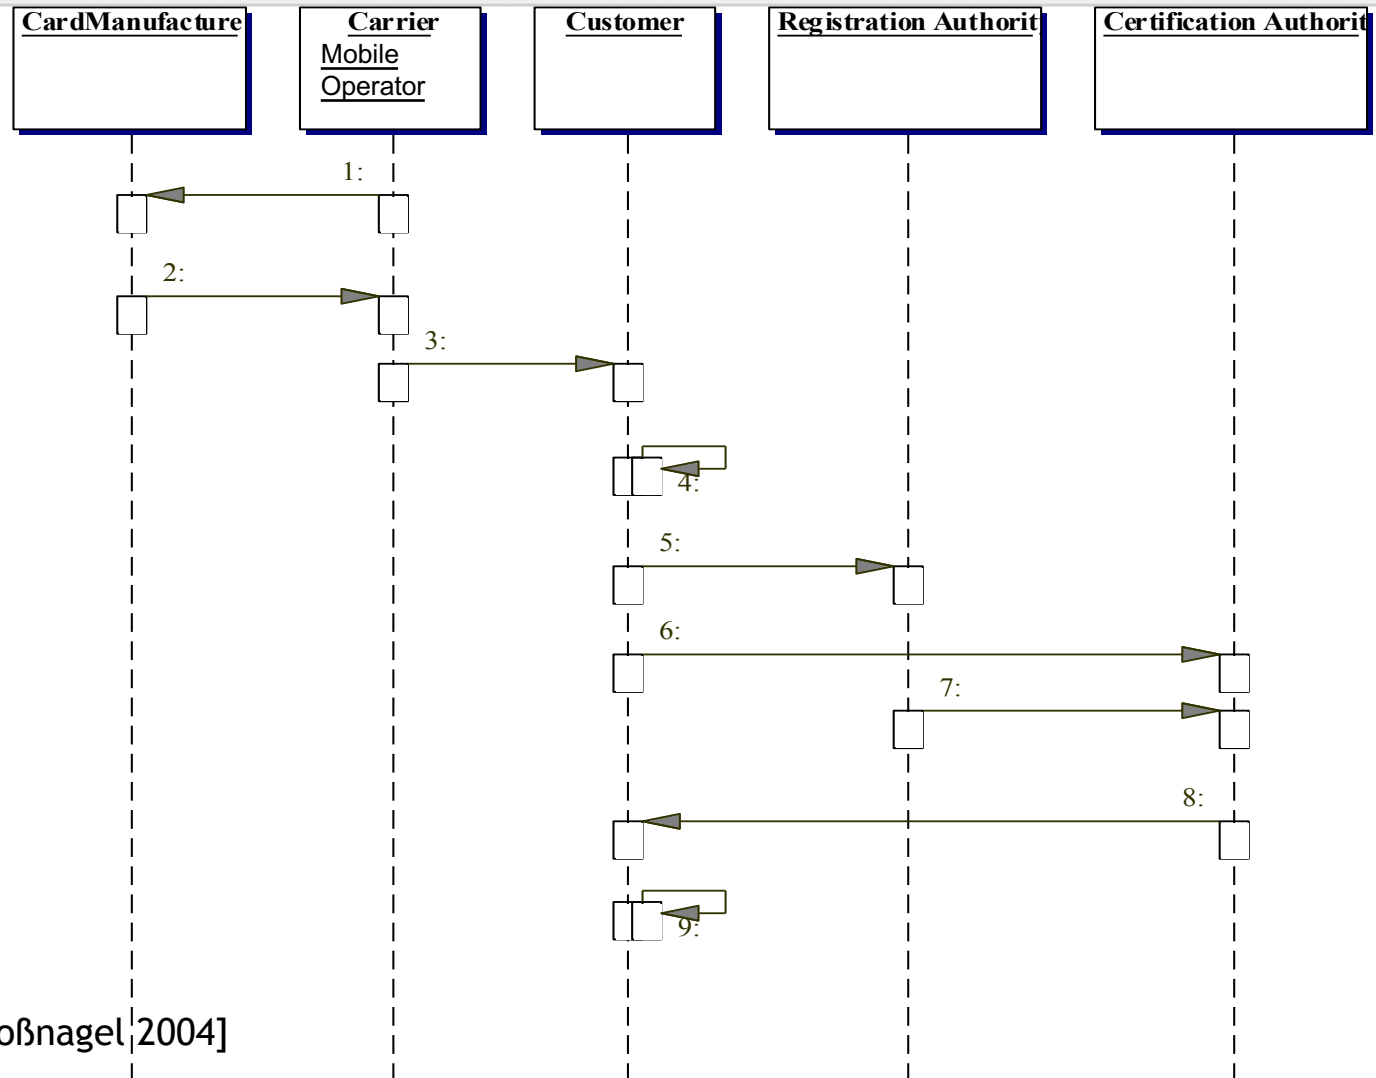 CardManufacture
Carrier
Mobile
Operator
Customer
Registration Authorit
Certification Authorit
1:
2:
3:
4:
5:
6:
7:
8:
9:
oßnagel 2004]